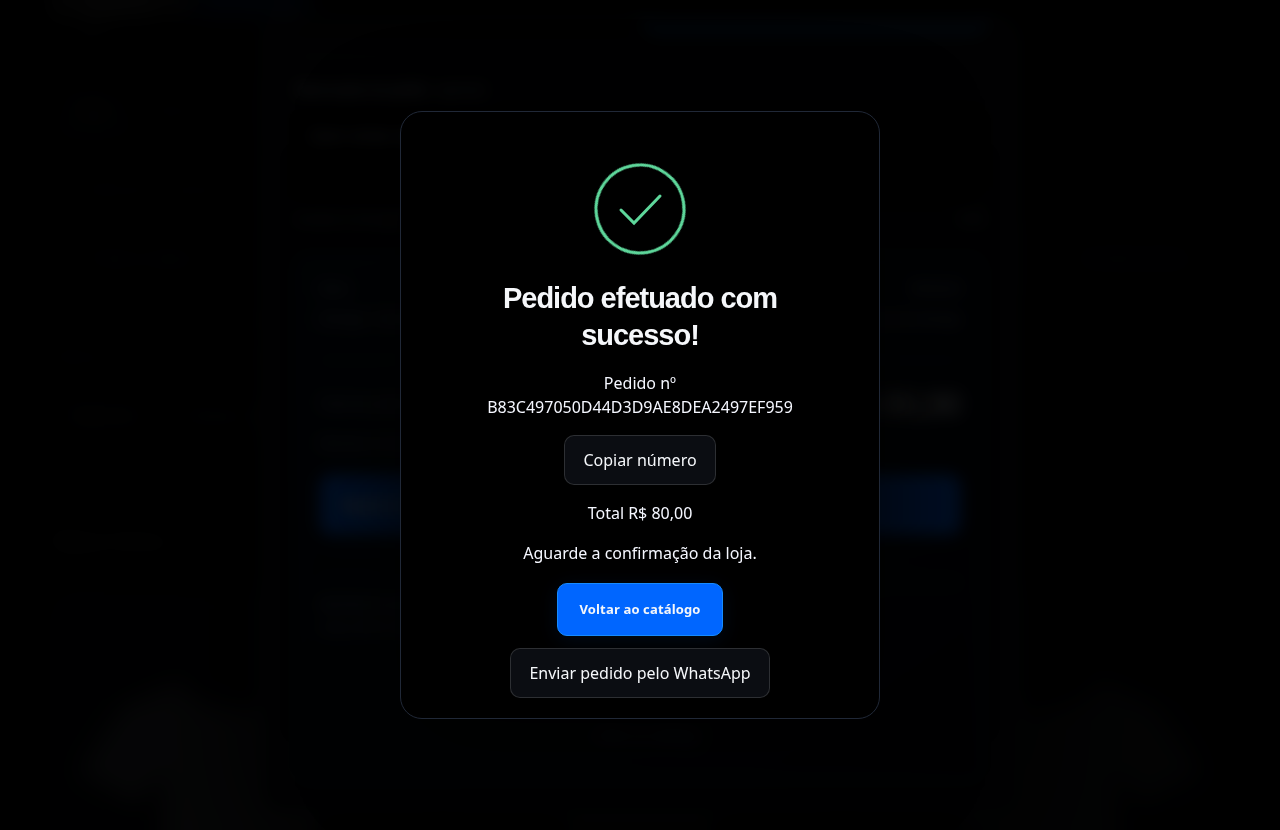 Pedido efetuado com
sucesso!
Pedido nº
B83C497050D44D3D9AE8DEA2497EF959
Copiar número
Total R$ 80,00
Aguarde a confirmação da loja.
Voltar ao catálogo
Enviar pedido pelo WhatsApp